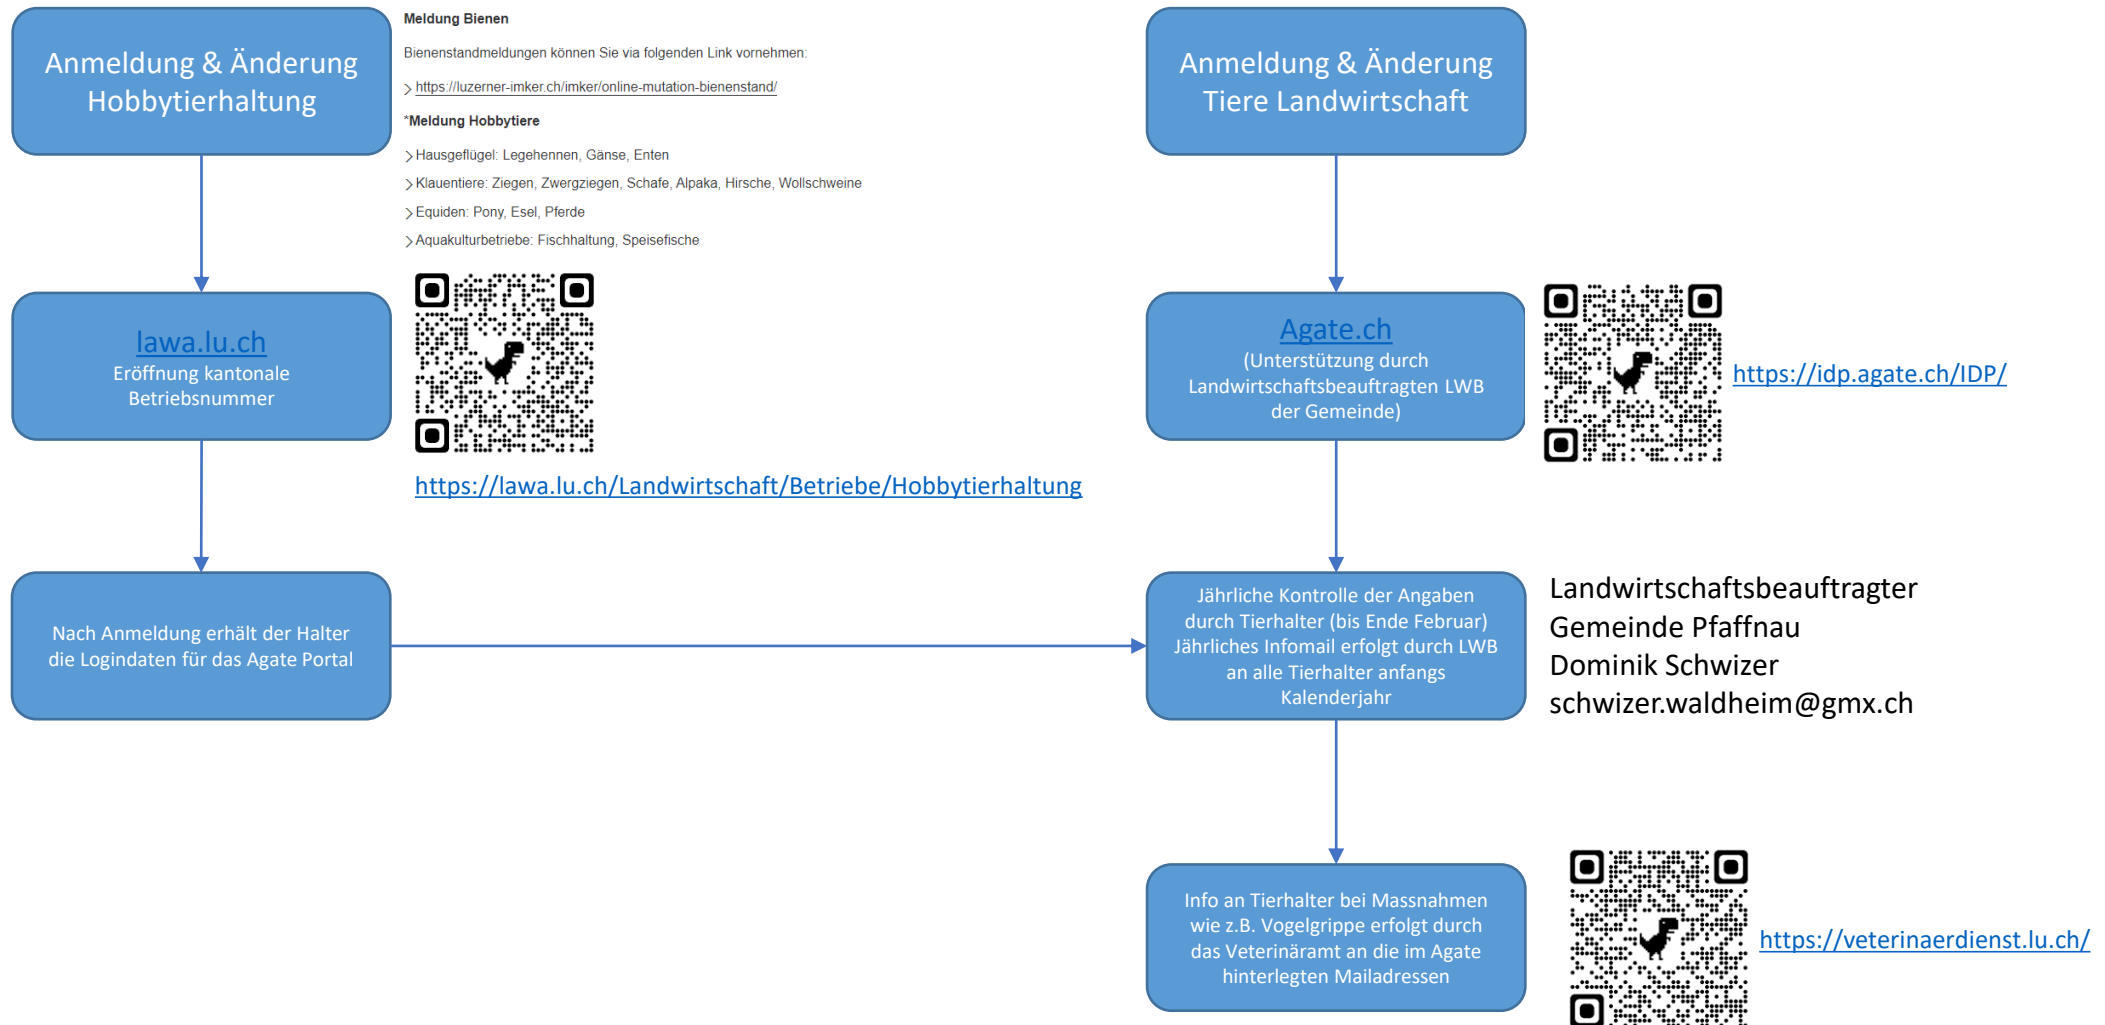 Anmeldung & Änderung
Hobbytierhaltung
Meldung Bienen
Bienenstandmeldungen können Sie via folgenden Link vornehmen:
https://luzerner-imker.ch/imker/online-mutation-bienenstand/
*Meldung Hobbytiere
Hausgeflügel: Legehennen, Gänse, Enten
Klauentiere: Ziegen, Zwergziegen, Schafe, Alpaka, Hirsche, Wollschweine
Equiden: Pony, Esel, Pferde
Aquakulturbetriebe: Fischhaltung, Speisefische
Anmeldung & Änderung
Tiere Landwirtschaft
lawa.lu.ch
Eröffnung kantonale
Betriebsnummer
https://lawa.lu.ch/Landwirtschaft/Betriebe/Hobbytierhaltung
Agate.ch
(Unterstützung durch
Landwirtschaftsbeauftragten LWB
der Gemeinde)
https://idp.agate.ch/IDP/
Nach Anmeldung erhält der Halter
die Logindaten für das Agate Portal
Jährliche Kontrolle der Angaben
durch Tierhalter (bis Ende Februar)
Jährliches Infomail erfolgt durch LWB
an alle Tierhalter anfangs
Kalenderjahr
Landwirtschaftsbeauftragter
Gemeinde Pfaffnau
Dominik Schwizer
schwizer.waldheim@gmx.ch
Info an Tierhalter bei Massnahmen
wie z.B. Vogelgrippe erfolgt durch
das Veterinäramt an die im Agate
hinterlegten Mailadressen
https://veterinaerdienst.lu.ch/